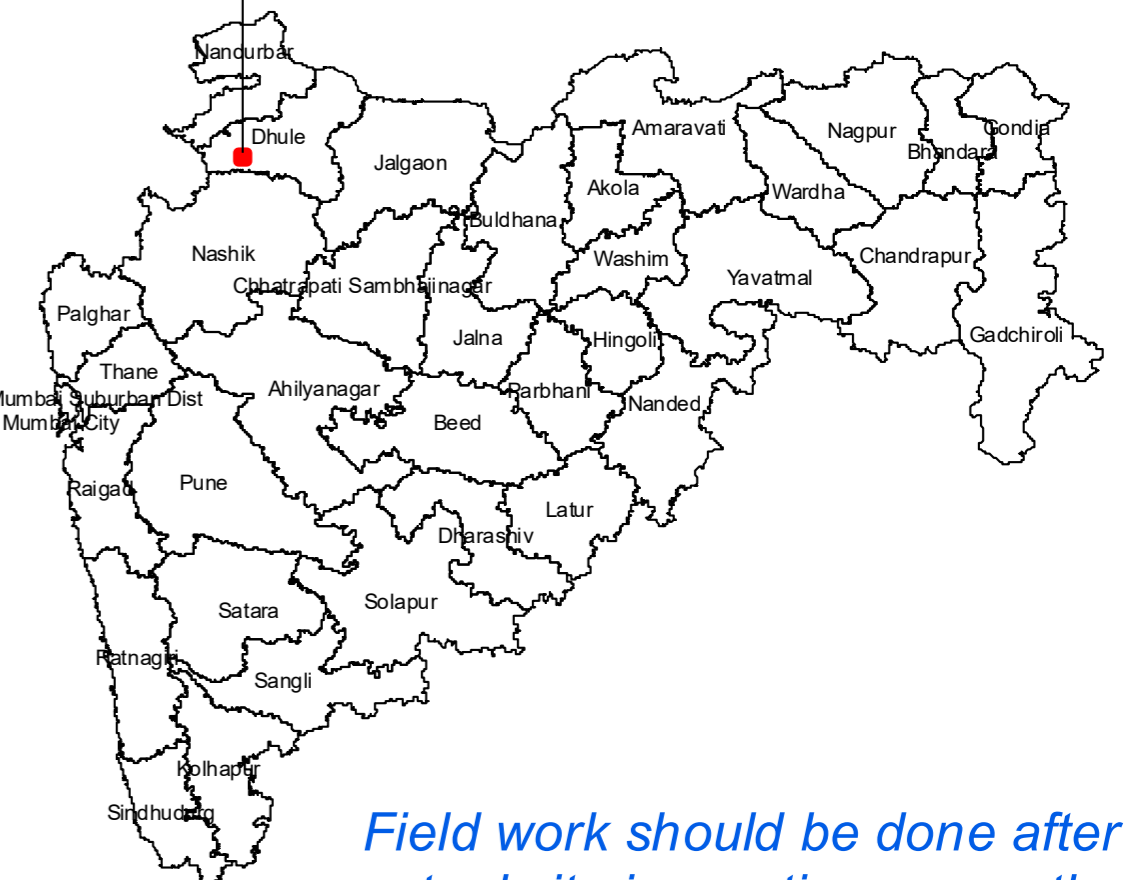 Nandurbar
Dhule
Jalgaon
Amaravati
Nagpur
Gondia
Bhandara
Akola
Wardha
Buldhana
Nashik
Washim
Chandrapur
Yavatmal
Chhatrapati Sambhajinagar
Palghar
Jalna
Hingoli
Gadchiroli
Thane
Ahilyanagar
Parbhani
Mumbai Suburban Dist
Nanded
Mumbai City
Beed
Raigad
Pune
Latur
Dharashiv
Satara
Solapur
Ratnagiri
Sangli
Kolhapur
Sindhudurg
Field work should be done after